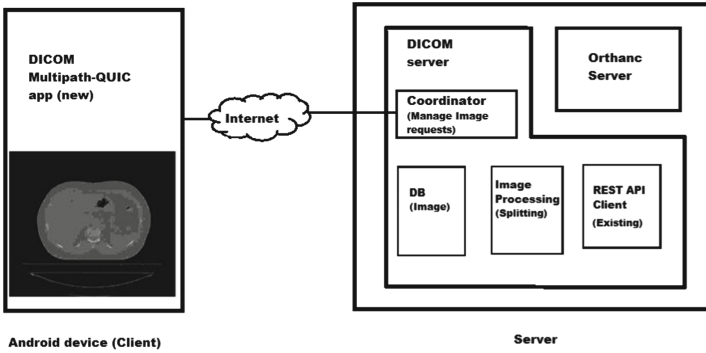 DICOM
Multipath-QUIC
app (new)
Internet
DICOM
server
Orthanc
Server
Coordinator
(Manage Image
requests)
DB
(Image)
Image
Processing
(Splitting)
REST API
Client
(Existing)
Android device (Client)
Server